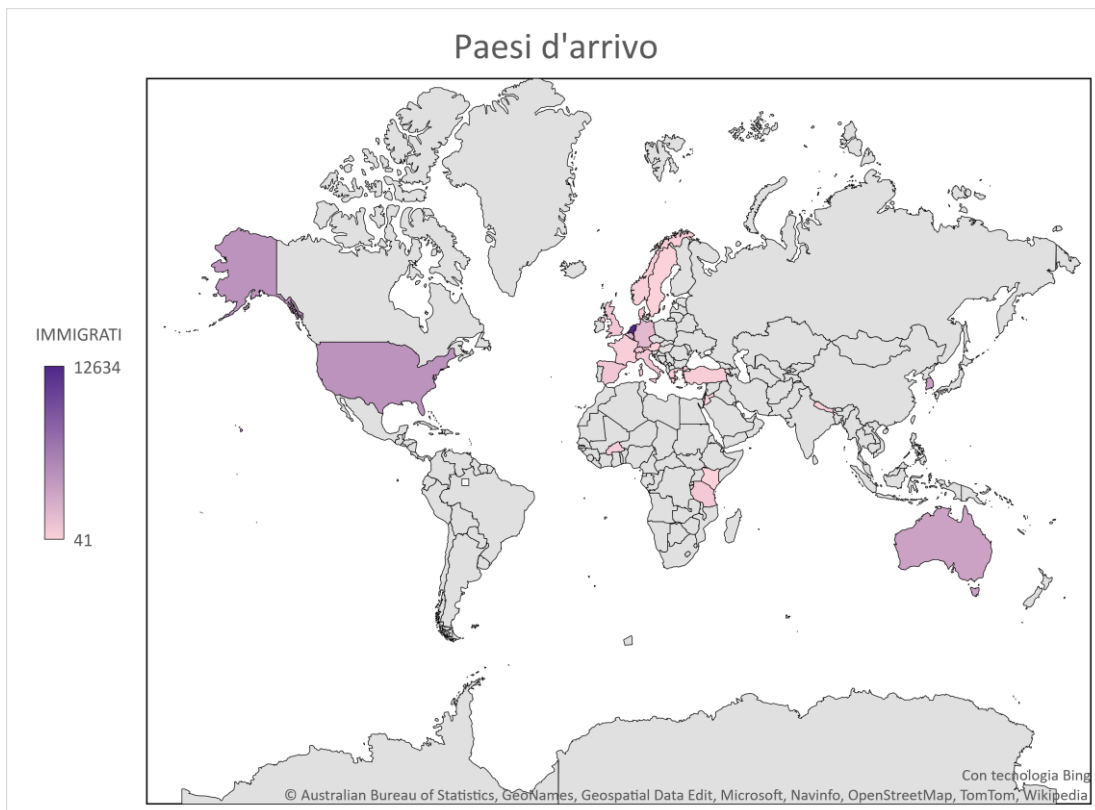 Paesi d'arrivo
IMMIGRATI
12634
41
Con tecnologia Bing
© Australian Bureau of Statistics, GeoNames, Geospatial Data Edit, Microsoft, Navinfo, OpenStreetMap, TomTom, Wikipedia